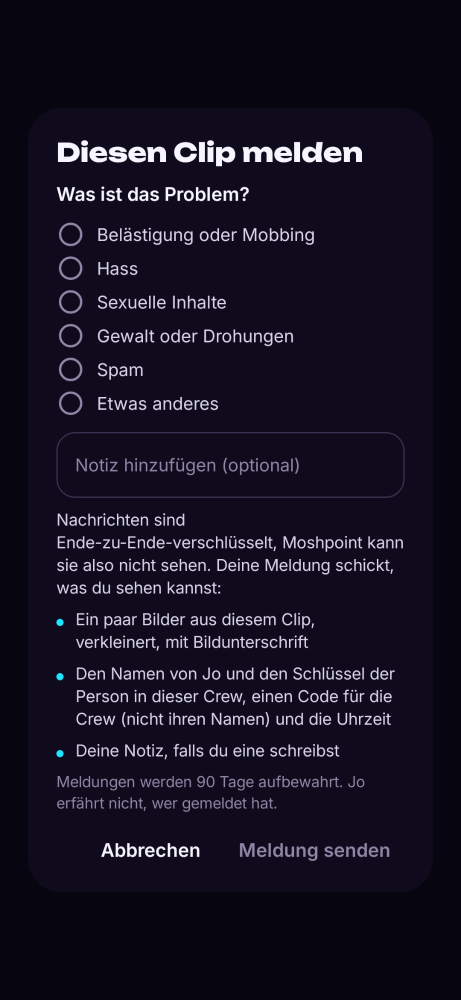 Diesen Clip melden
Was ist das Problem?
Belästigung oder Mobbing
Hass
Sexuelle Inhalte
Gewalt oder Drohungen
Spam
Etwas anderes
Notiz hinzufügen (optional)
Nachrichten sind
Ende-zu-Ende-verschlüsselt, Moshpoint kann
sie also nicht sehen. Deine Meldung schickt,
was du sehen kannst:
Ein paar Bilder aus diesem Clip,
verkleinert, mit Bildunterschrift
Den Namen von Jo und den Schlüssel der
Person in dieser Crew, einen Code für die
Crew (nicht ihren Namen) und die Uhrzeit
Deine Notiz, falls du eine schreibst
Meldungen werden 90 Tage aufbewahrt. Jo
erfährt nicht, wer gemeldet hat.
Abbrechen Meldung senden